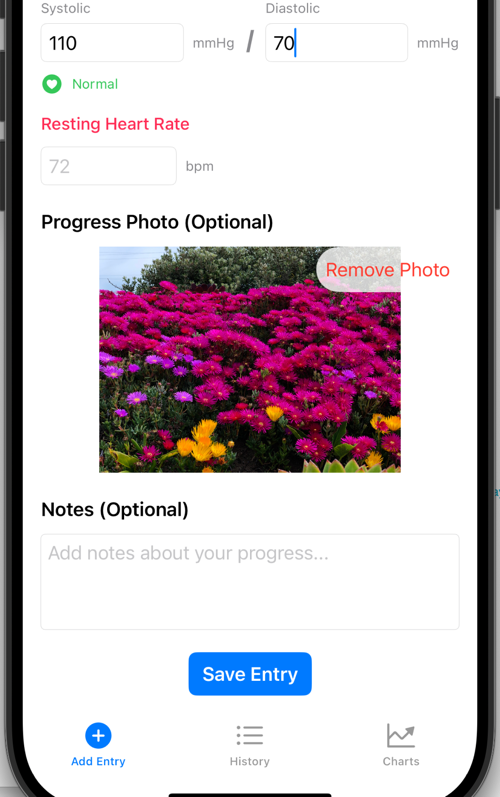 Systolic Diastolic
110 mmHg / 70 mmHg
Normal
Resting Heart Rate
72 bpm
Progress Photo (Optional)
Remove Photo
Notes (Optional)
Add notes about your progress...
Save Entry
Add Entry History Charts